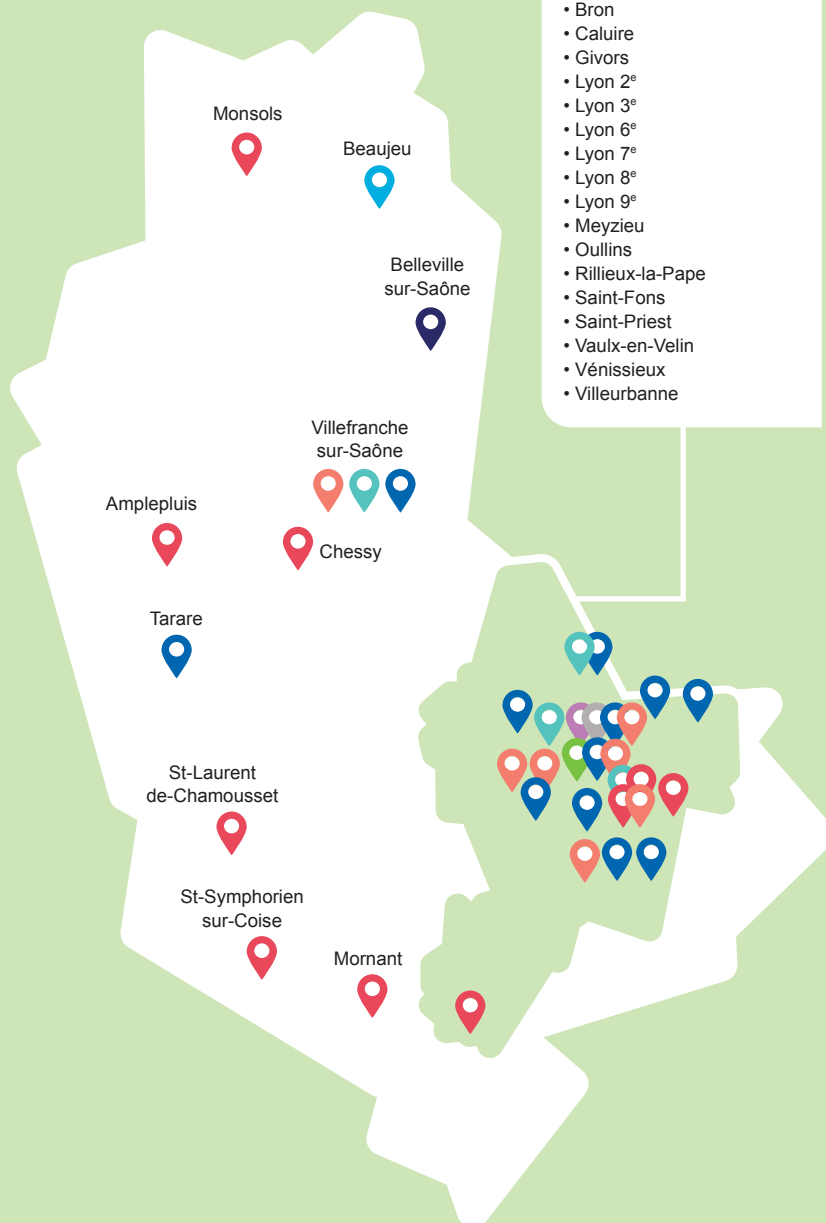 • Bron
• Caluire
• Givors
• Lyon 2e
• Lyon 3e
• Lyon 6e
• Lyon 7e
• Lyon 8e
• Lyon 9e
• Meyzieu
• Oullins
• Rillieux-la-Pape
• Saint-Fons
• Saint-Priest
• Vaulx-en-Velin
• Vénissieux
• Villeurbanne
Monsols
Beaujeu
Belleville
sur-Saône
Villefranche
sur-Saône
Amplepluis
Chessy
Tarare
St-Laurent
de-Chamousset
St-Symphorien
sur-Coise
Mornant